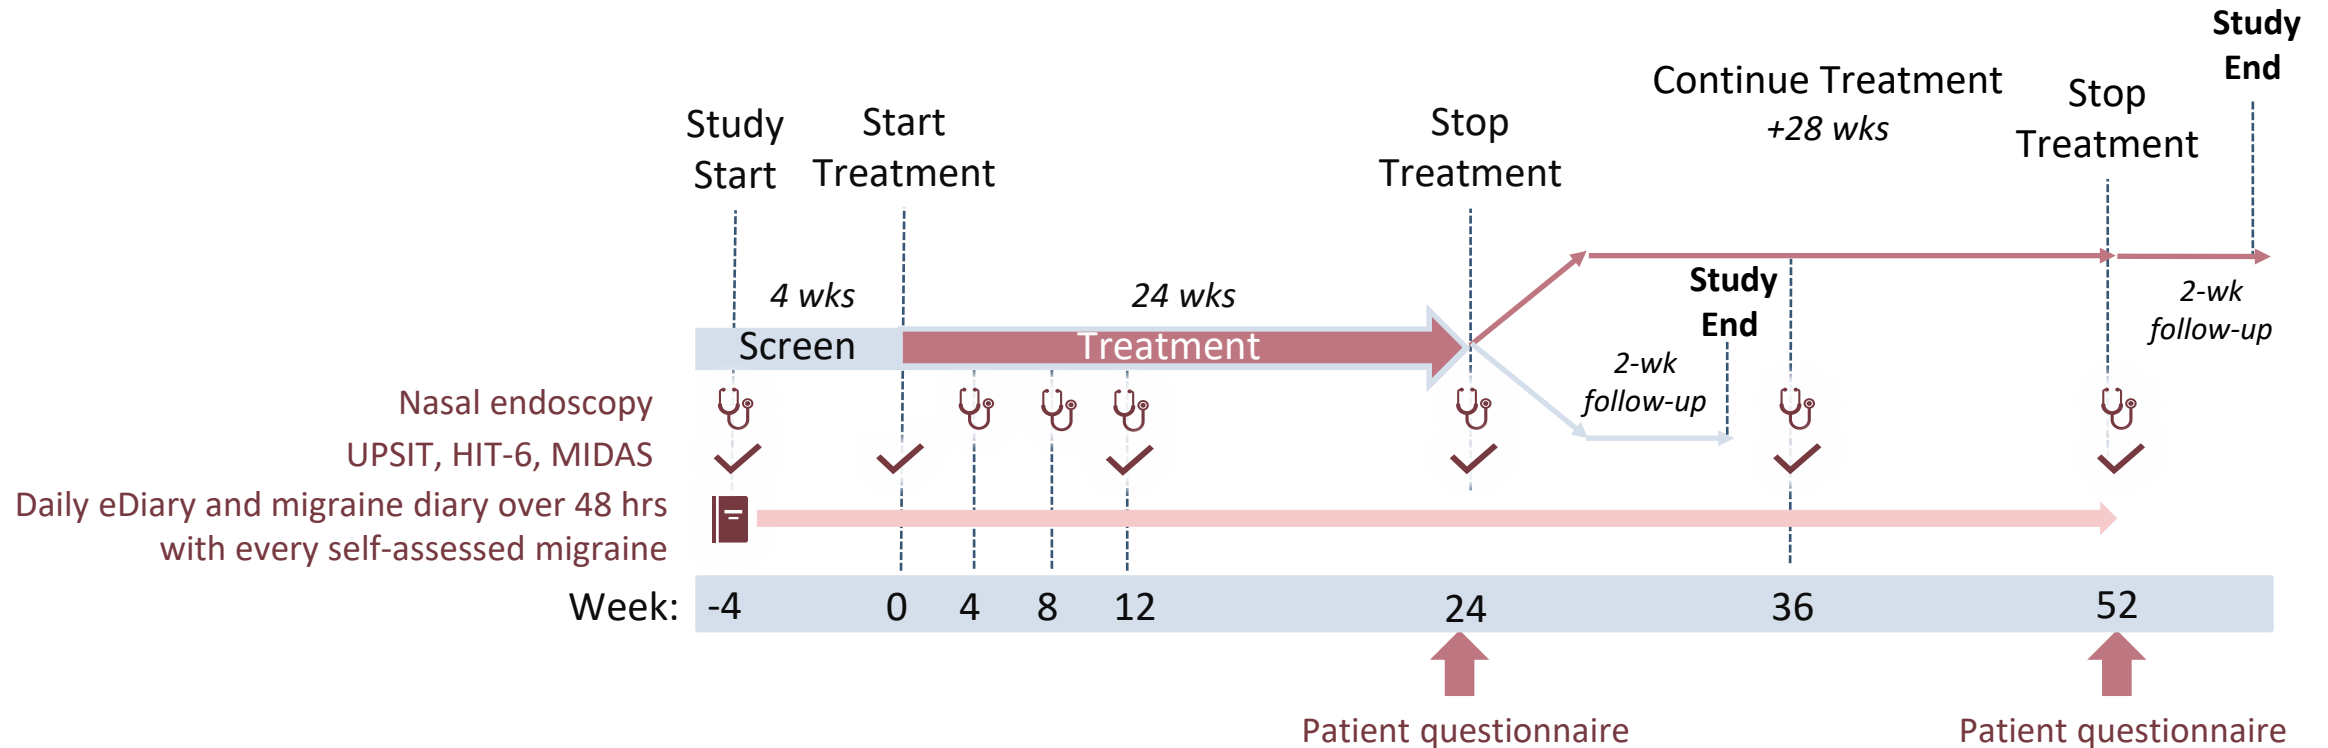 Study
End
Continue Treatment
+28 wks
Stop
Treatment
Study
Start
Start
Treatment
Stop
Treatment
4 wks
24 wks
Study
End
2-wk
follow-up
Screen
Treatment
2-wk
follow-up
Nasal endoscopy
UPSIT, HIT-6, MIDAS
Daily eDiary and migraine diary over 48 hrs
with every self-assessed migraine
Week: -4 0 4 8 12 24 36 52
Patient questionnaire
Patient questionnaire